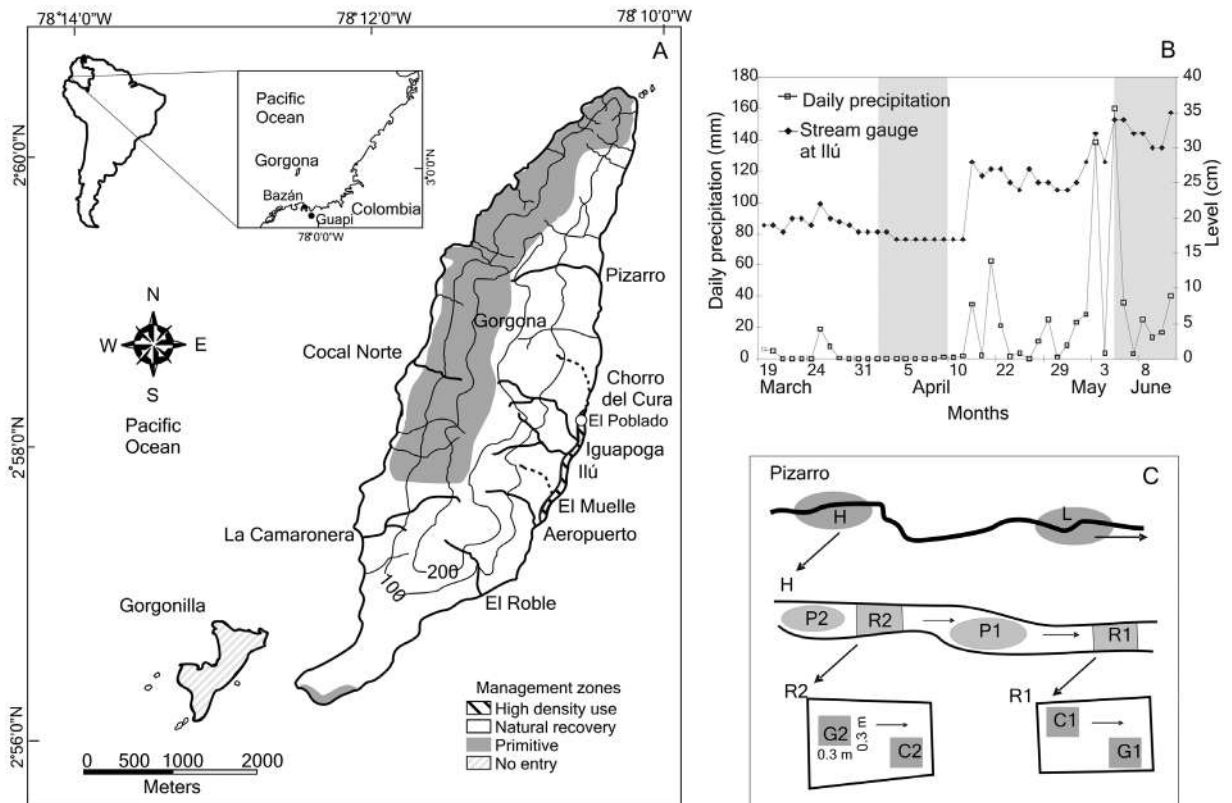 78°14'0"W
78°12'0"W
78°10'0"W
A
2°60'0"N
2°58'0"N
2°56'0"N
Pacific
Ocean
Gorgona
Bazán
Guapi
Colombia
3°0'0"N
78°0'0"W
N
W
E
S
Pacific
Ocean
Pizarro
Gorgona
Cocal Norte
Chorro
del Cura
El Poblado
Iguapoga
Ilú
El Muelle
La Camaronera
Aeropuerto
200
100
El Roble
Gorgonilla
Management zones
High density use
Natural recovery
Primitive
No entry
0 500 1000 2000
Meters
B
Daily precipitation
Stream gauge
at Ilú
Daily precipitation (mm)
180
160
140
120
100
80
60
40
20
0
Level (cm)
40
35
30
25
20
15
10
5
0
19 24 31 5 10 22 29 3 8
March April May June
Months
C
Pizarro
H
L
H
P2
R2
P1
R1
R2
R1
G2
0.3 m
0.3 m
C2
C1
G1